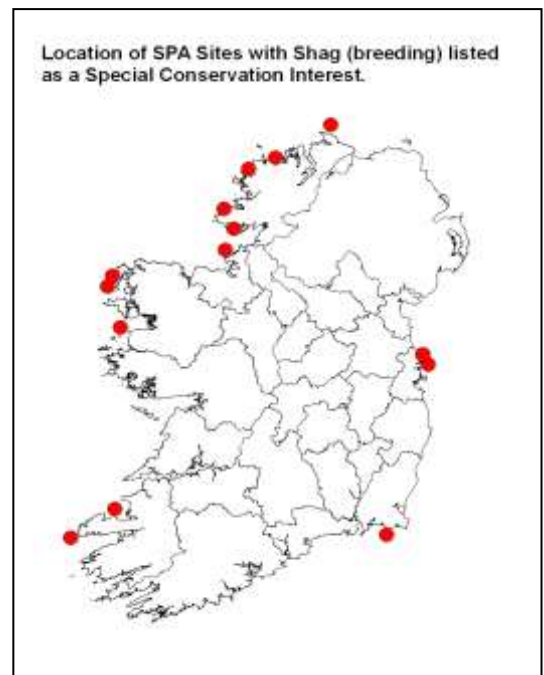 Location of SPA Sites with Shag (breeding) listed
as a Special Conservation Interest.